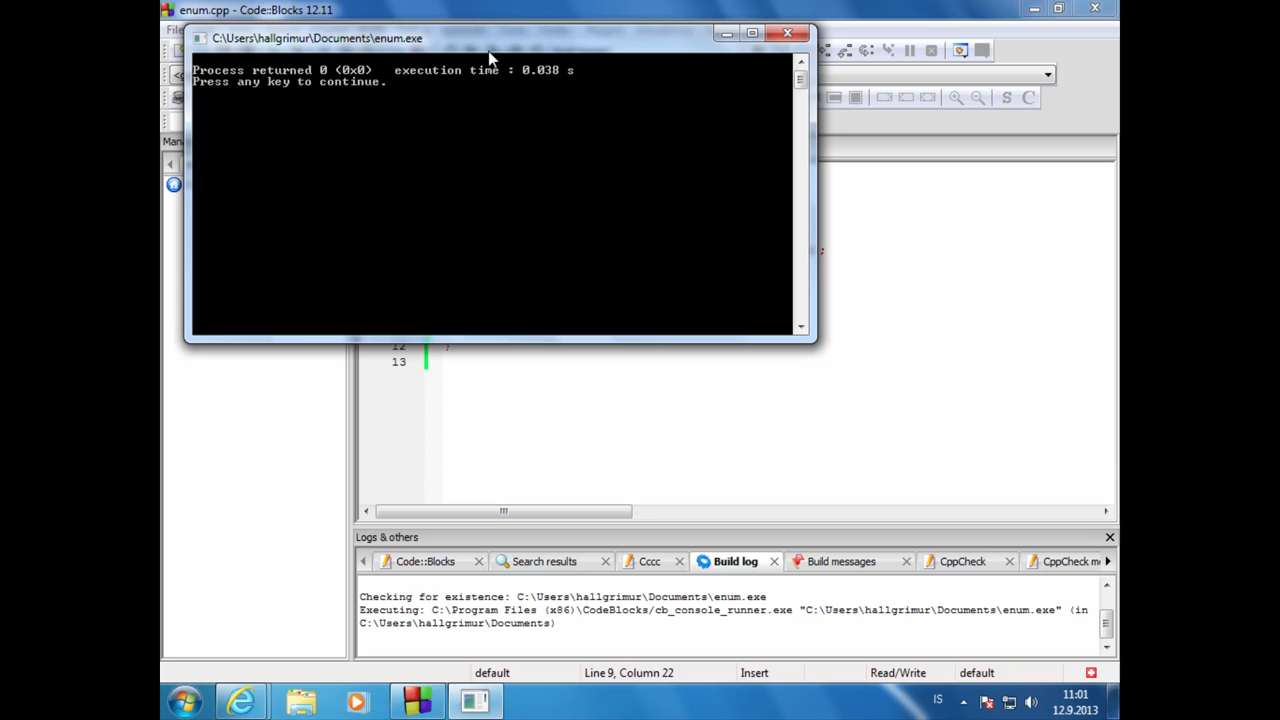 enum.cpp - Code::Blocks 12.11
C:\Users\hallgrimur\Documents\enum.exe
Process returned 0 (0x0)   execution time : 0.038 s
Press any key to continue.
12 }
13
Logs & others
Code::Blocks
Search results
Cccc
Build log
Build messages
CppCheck
CppCheck me
Checking for existence: C:\Users\hallgrimur\Documents\enum.exe
Executing: C:\Program Files (x86)\CodeBlocks/cb_console_runner.exe "C:\Users\hallgrimur\Documents\enum.exe" (in
C:\Users\hallgrimur\Documents)
default
Line 9, Column 22
Insert
Read/Write
default
IS
11:01
12.9.2013